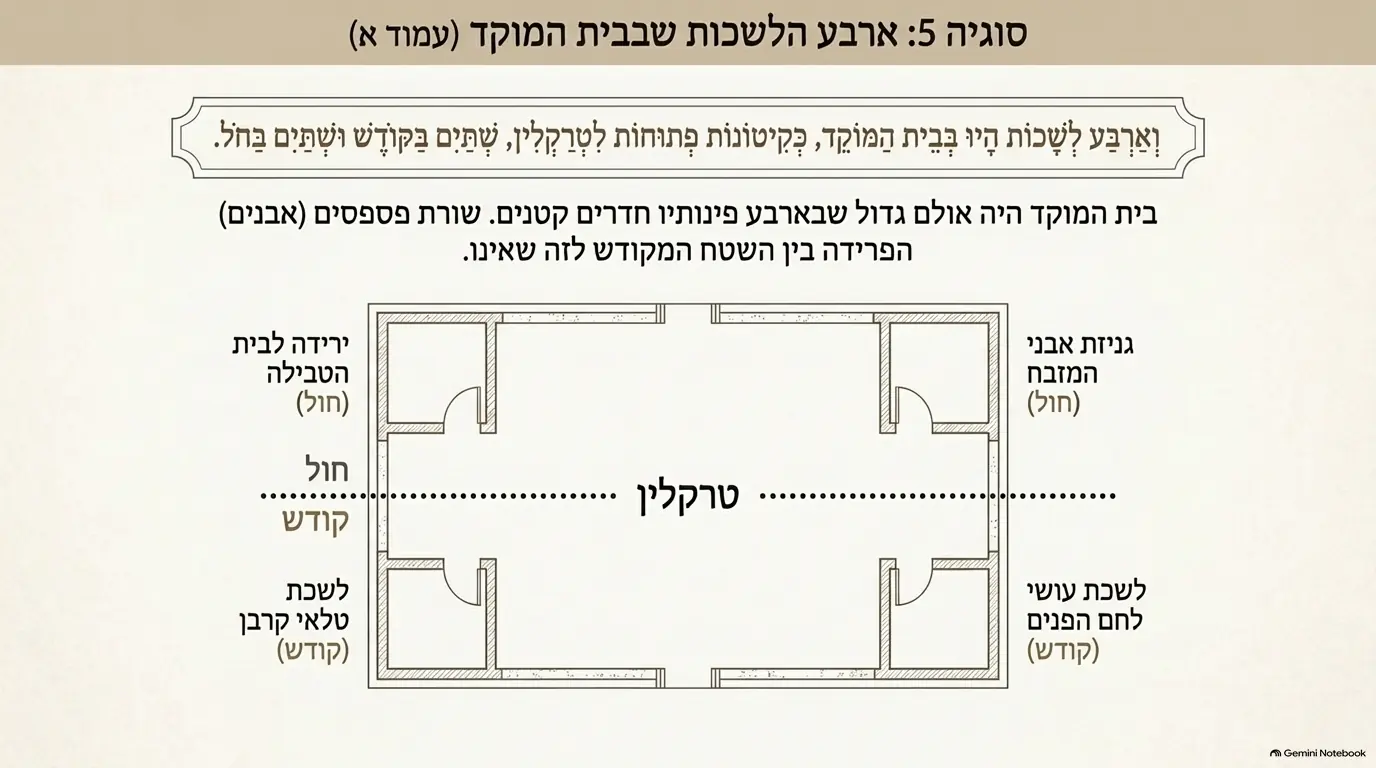 סוגיה 5: ארבע הלשכות שבבית המוקד (עמוד א)
וְאַרְבַּע לְשָׁכוֹת הָיוּ בְּבֵית הַמּוֹקֵד, כְּקִיטוֹנוֹת פְּתוּחוֹת לִטְרַקְלִין, שְׁתַּיִם בַּקּוֹדֶשׁ וּשְׁתַּיִם בַּחֹל.
בית המוקד היה אולם גדול שבארבע פינותיו חדרים קטנים. שורת פספסים (אבנים)
הפרידה בין השטח המקודש לזה שאינו.
גניזת אבני
המזבח
(חול)
ירידה לבית
הטבילה
(חול)
חול
טרקלין
קודש
לשכת עושי
לחם הפנים
(קודש)
לשכת
טלאי קרבן
(קודש)
Gemini Notebook